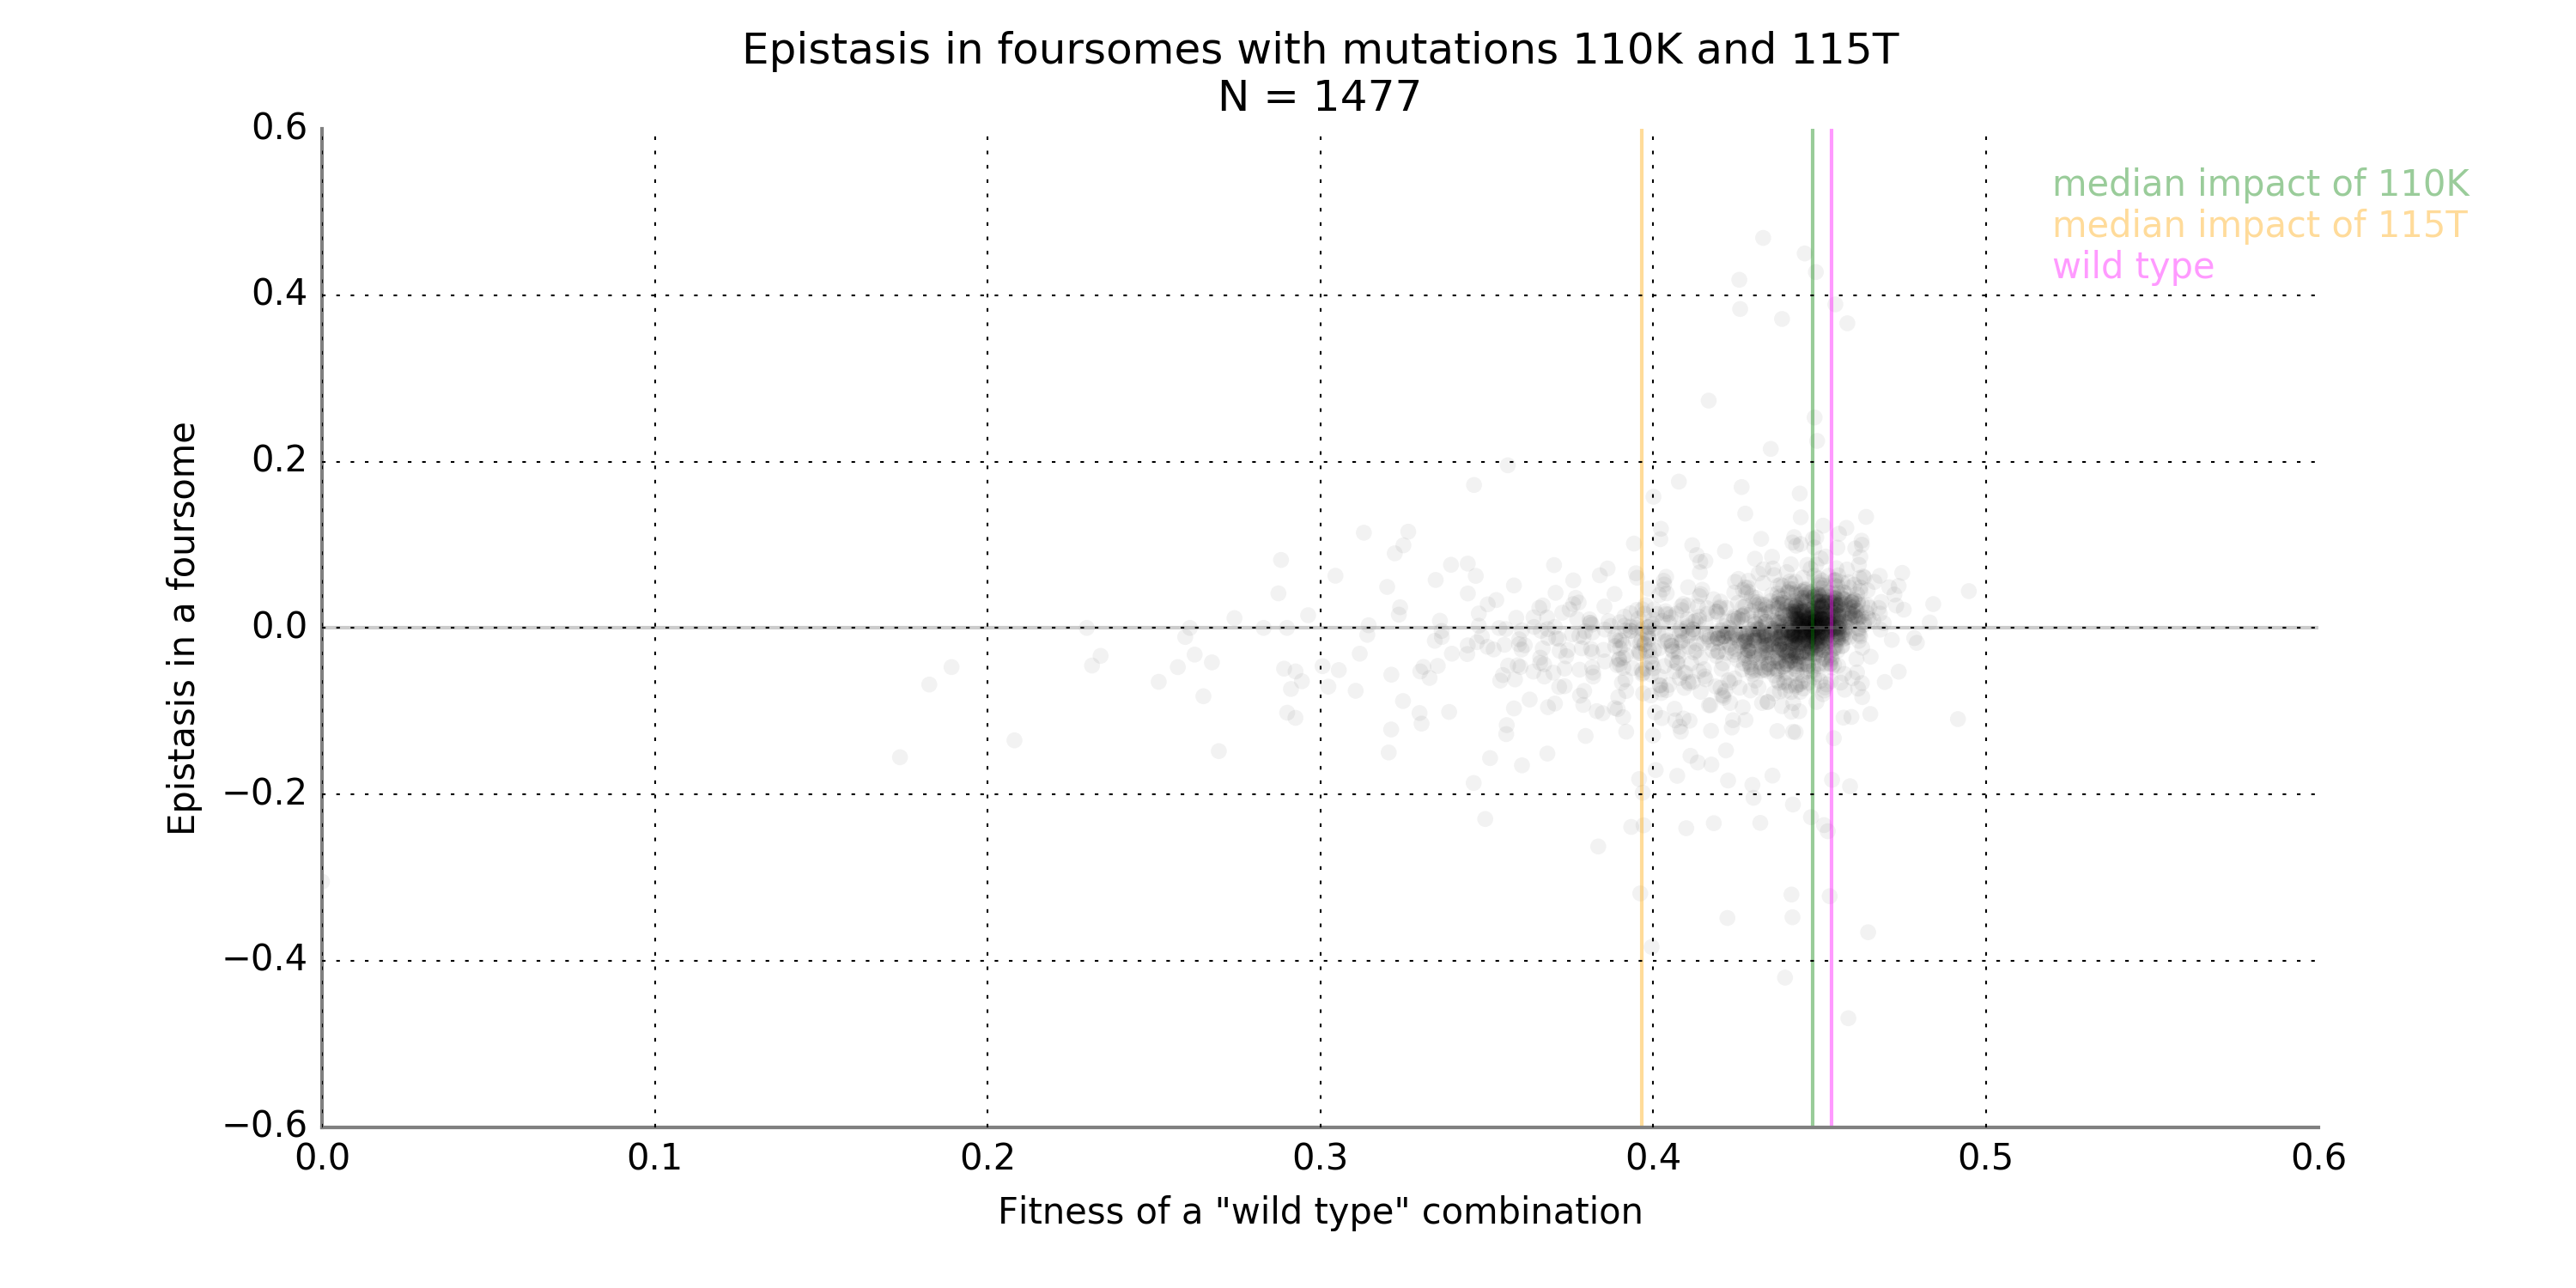 Epistasis in foursomes with mutations 110K and 115T
N = 1477
0.6
0.4
0.2
0.0
−0.2
−0.4
−0.6
Epistasis in a foursome
median impact of 110K
median impact of 115T
wild type
0.0 0.1 0.2 0.3 0.4 0.5 0.6
Fitness of a "wild type" combination